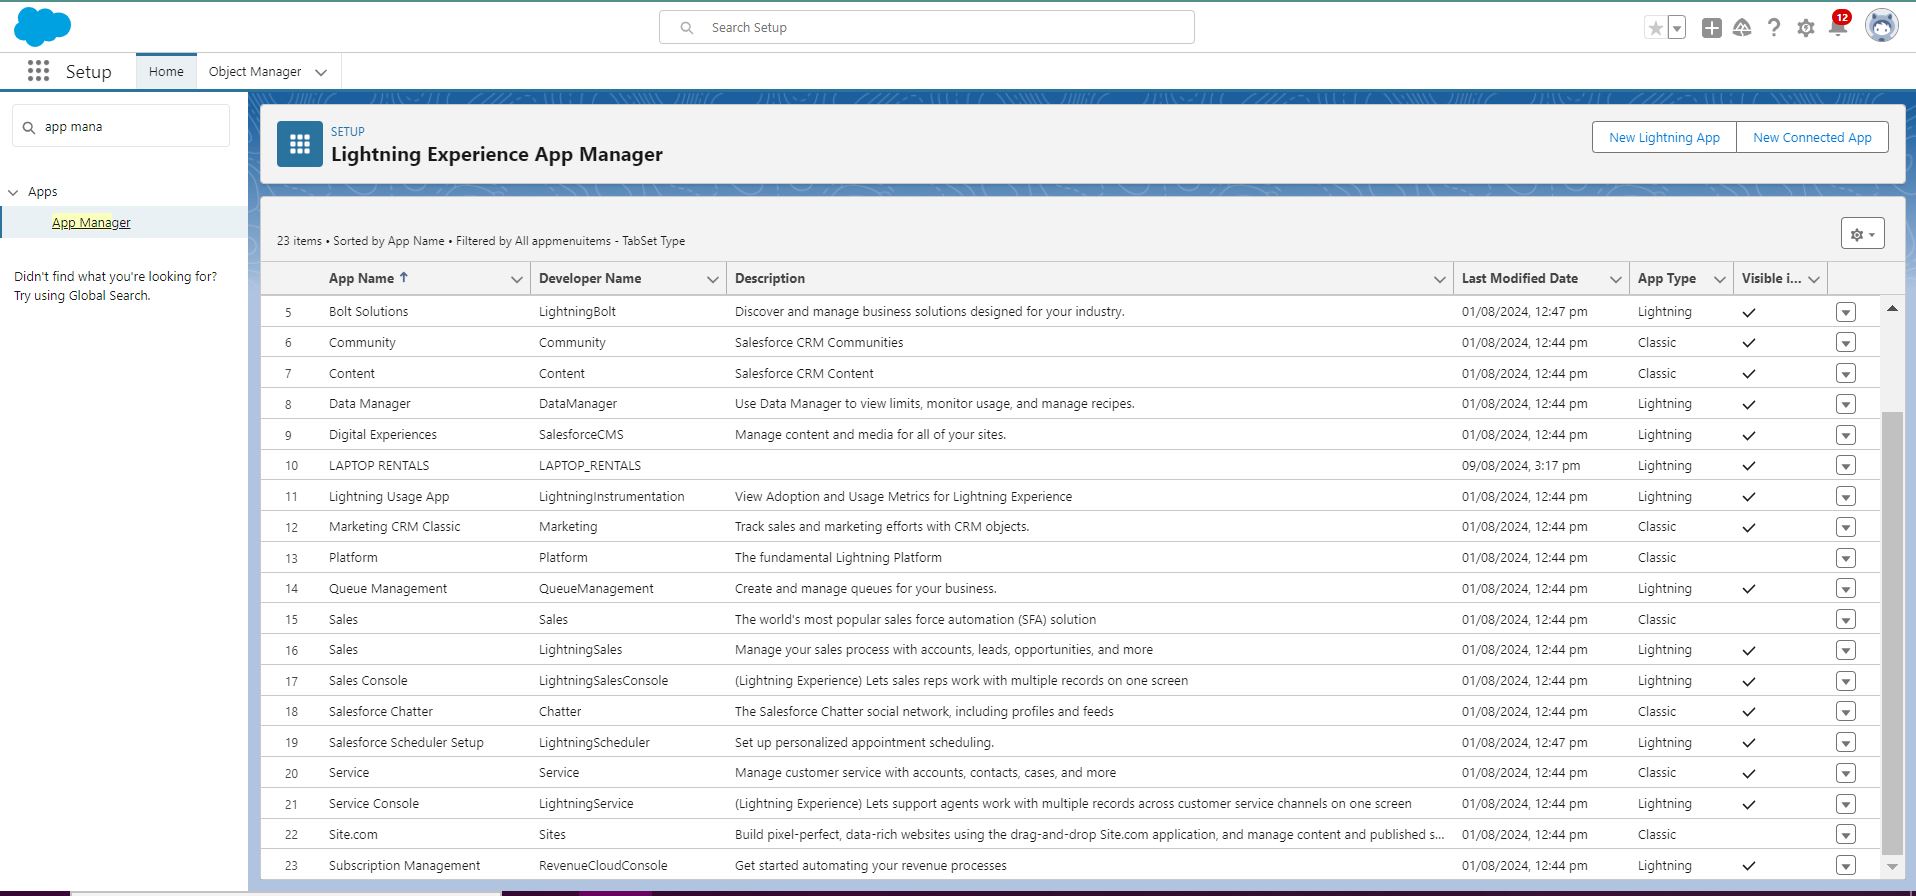 Search Setup
12
Setup
Home
Object Manager
app mana
Apps
App Manager
Didn't find what you're looking for?
Try using Global Search.
SETUP
Lightning Experience App Manager
New Lightning App
New Connected App
23 items • Sorted by App Name • Filtered by All appmenuitems - TabSet Type
App Name ↑ Developer Name Description Last Modified Date App Type Visible i...
5 Bolt Solutions LightningBolt Discover and manage business solutions designed for your industry. 01/08/2024, 12:47 pm Lightning ✓
6 Community Community Salesforce CRM Communities 01/08/2024, 12:44 pm Classic ✓
7 Content Content Salesforce CRM Content 01/08/2024, 12:44 pm Classic ✓
8 Data Manager DataManager Use Data Manager to view limits, monitor usage, and manage recipes. 01/08/2024, 12:44 pm Lightning ✓
9 Digital Experiences SalesforceCMS Manage content and media for all of your sites. 01/08/2024, 12:44 pm Lightning ✓
10 LAPTOP RENTALS LAPTOP_RENTALS 09/08/2024, 3:17 pm Lightning ✓
11 Lightning Usage App LightningInstrumentation View Adoption and Usage Metrics for Lightning Experience 01/08/2024, 12:44 pm Lightning ✓
12 Marketing CRM Classic Marketing Track sales and marketing efforts with CRM objects. 01/08/2024, 12:44 pm Classic ✓
13 Platform Platform The fundamental Lightning Platform 01/08/2024, 12:44 pm Classic
14 Queue Management QueueManagement Create and manage queues for your business. 01/08/2024, 12:44 pm Lightning ✓
15 Sales Sales The world's most popular sales force automation (SFA) solution 01/08/2024, 12:44 pm Classic
16 Sales LightningSales Manage your sales process with accounts, leads, opportunities, and more 01/08/2024, 12:44 pm Lightning ✓
17 Sales Console LightningSalesConsole (Lightning Experience) Lets sales reps work with multiple records on one screen 01/08/2024, 12:44 pm Lightning ✓
18 Salesforce Chatter Chatter The Salesforce Chatter social network, including profiles and feeds 01/08/2024, 12:44 pm Classic ✓
19 Salesforce Scheduler Setup LightningScheduler Set up personalized appointment scheduling. 01/08/2024, 12:47 pm Lightning ✓
20 Service Service Manage customer service with accounts, contacts, cases, and more 01/08/2024, 12:44 pm Classic ✓
21 Service Console LightningService (Lightning Experience) Lets support agents work with multiple records across customer service channels on one screen 01/08/2024, 12:44 pm Lightning ✓
22 Site.com Sites Build pixel-perfect, data-rich websites using the drag-and-drop Site.com application, and manage content and published s... 01/08/2024, 12:44 pm Classic
23 Subscription Management RevenueCloudConsole Get started automating your revenue processes 01/08/2024, 12:44 pm Lightning ✓